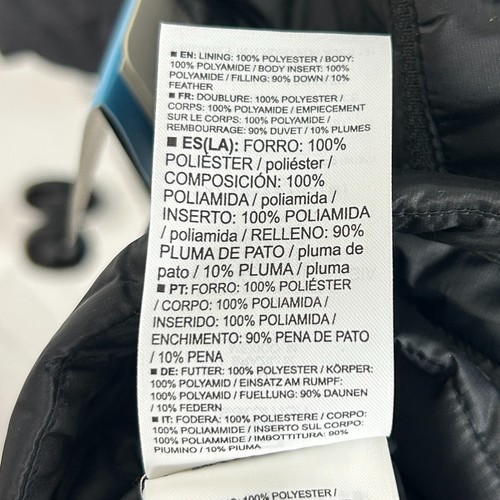 ■ EN: LINING: 100% POLYESTER / BODY:
100% POLYAMIDE / BODY INSERT: 100%
POLYAMIDE / FILLING: 90% DOWN / 10%
FEATHER
■ FR: DOUBLURE: 100% POLYESTER /
CORPS: 100% POLYAMIDE / EMPIECEMENT
SUR LE CORPS: 100% POLYAMIDE /
REMBOURRAGE: 90% DUVET / 10% PLUMES
■ ES(LA): FORRO: 100%
POLIÉSTER / poliéster /
COMPOSICIÓN: 100%
POLIAMIDA / poliamida /
INSERTO: 100% POLIAMIDA
/ poliamida / RELLENO: 90%
PLUMA DE PATO / pluma de
pato / 10% PLUMA / pluma
■ PT: FORRO: 100% POLIÉSTER
/ CORPO: 100% POLIAMIDA /
INSERIDO: 100% POLIAMIDA /
ENCHIMENTO: 90% PENA DE PATO
/ 10% PENA
■ DE: FUTTER: 100% POLYESTER / KÖRPER:
100% POLYAMID / EINSATZ AM RUMPF:
100% POLYAMID / FUELLUNG: 90% DAUNEN
/ 10% FEDERN
■ IT: FODERA: 100% POLIESTERE / CORPO:
100% POLIAMMIDE / INSERTO SUL CORPO:
100% POLIAMMIDE / IMBOTTITURA: 90%
PIUMINO / 10% PIUMA
100% POLYESTER /